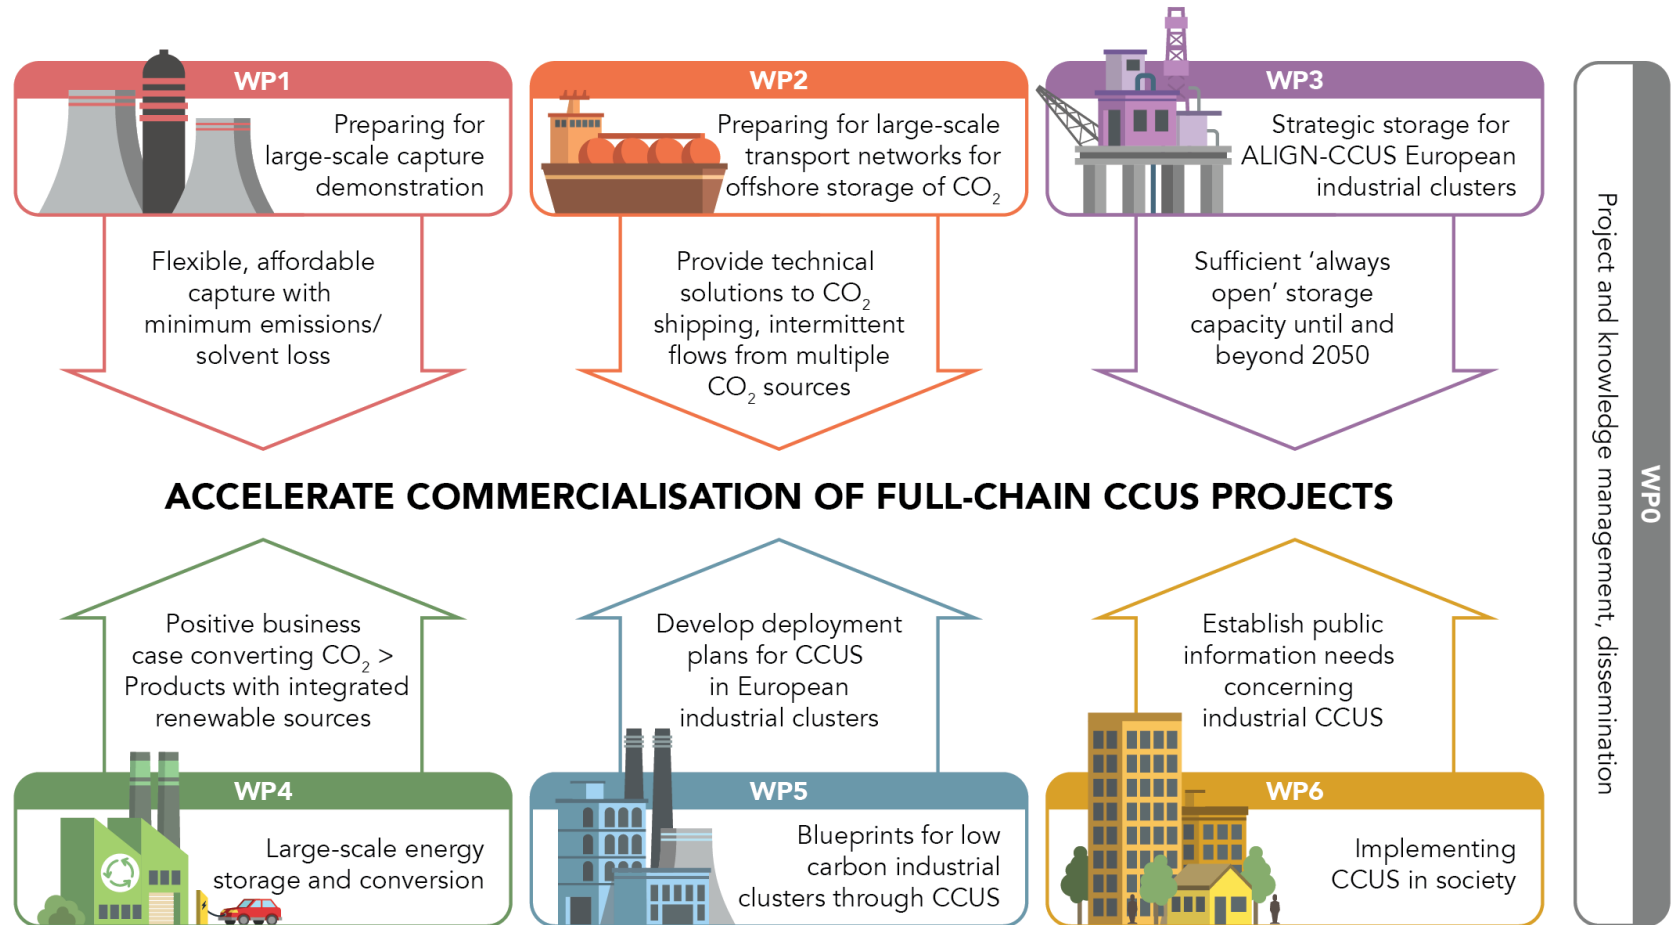 WP1
Preparing for
large-scale capture
demonstration
Flexible, affordable
capture with
minimum emissions/
solvent loss
WP2
Preparing for large-scale
transport networks for
offshore storage of CO₂
Provide technical
solutions to CO₂
shipping, intermittent
flows from multiple
CO₂ sources
WP3
Strategic storage for
ALIGN-CCUS European
industrial clusters
Sufficient ‘always
open’ storage
capacity until and
beyond 2050
ACCELERATE COMMERCIALISATION OF FULL-CHAIN CCUS PROJECTS
Positive business
case converting CO₂ >
Products with integrated
renewable sources
WP4
Large-scale energy
storage and conversion
Develop deployment
plans for CCUS
in European
industrial clusters
WP5
Blueprints for low
carbon industrial
clusters through CCUS
Establish public
information needs
concerning
industrial CCUS
WP6
Implementing
CCUS in society
WP0
Project and knowledge management, dissemination